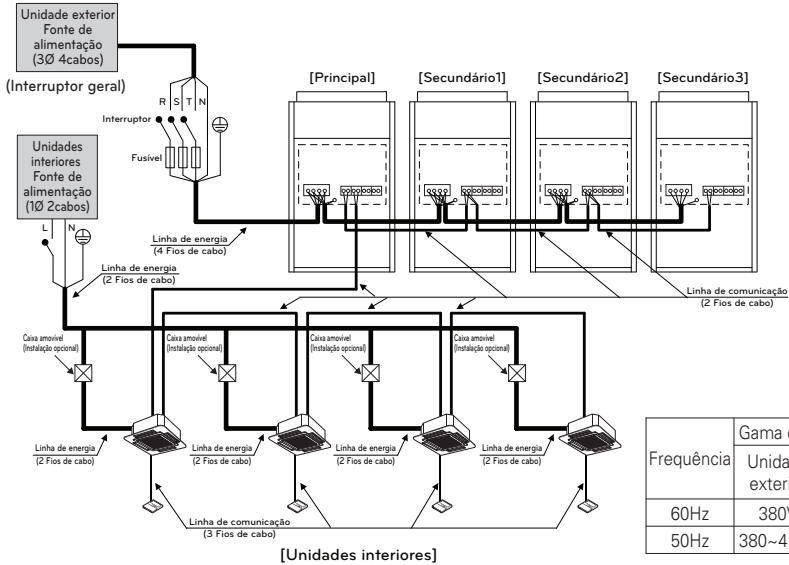 Unidade exterior
Fonte de
alimentação
(3Ø 4cabos)
(Interruptor geral)
R S T N
Interruptor
Fusível
[Principal]
[Secundário1]
[Secundário2]
[Secundário3]
Unidades
interiores
Fonte de
alimentação
(1Ø 2cabos)
L N
Linha de energia
(4 Fios de cabo)
Linha de energia
(2 Fios de cabo)
Linha de comunicação
(2 Fios de cabo)
Caixa amovível
(Instalação opcional)
Caixa amovível
(Instalação opcional)
Caixa amovível
(Instalação opcional)
Caixa amovível
(Instalação opcional)
Linha de energia
(2 Fios de cabo)
Linha de energia
(2 Fios de cabo)
Linha de energia
(2 Fios de cabo)
Linha de energia
(2 Fios de cabo)
Linha de comunicação
(3 Fios de cabo)
[Unidades interiores]
Frequência
Gama
60Hz
50Hz